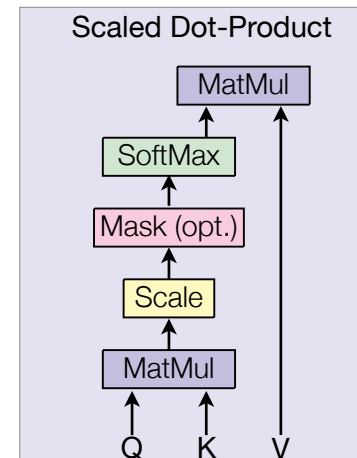 Scaled Dot-Product
MatMul
SoftMax
Mask (opt.)
Scale
MatMul
Q K V